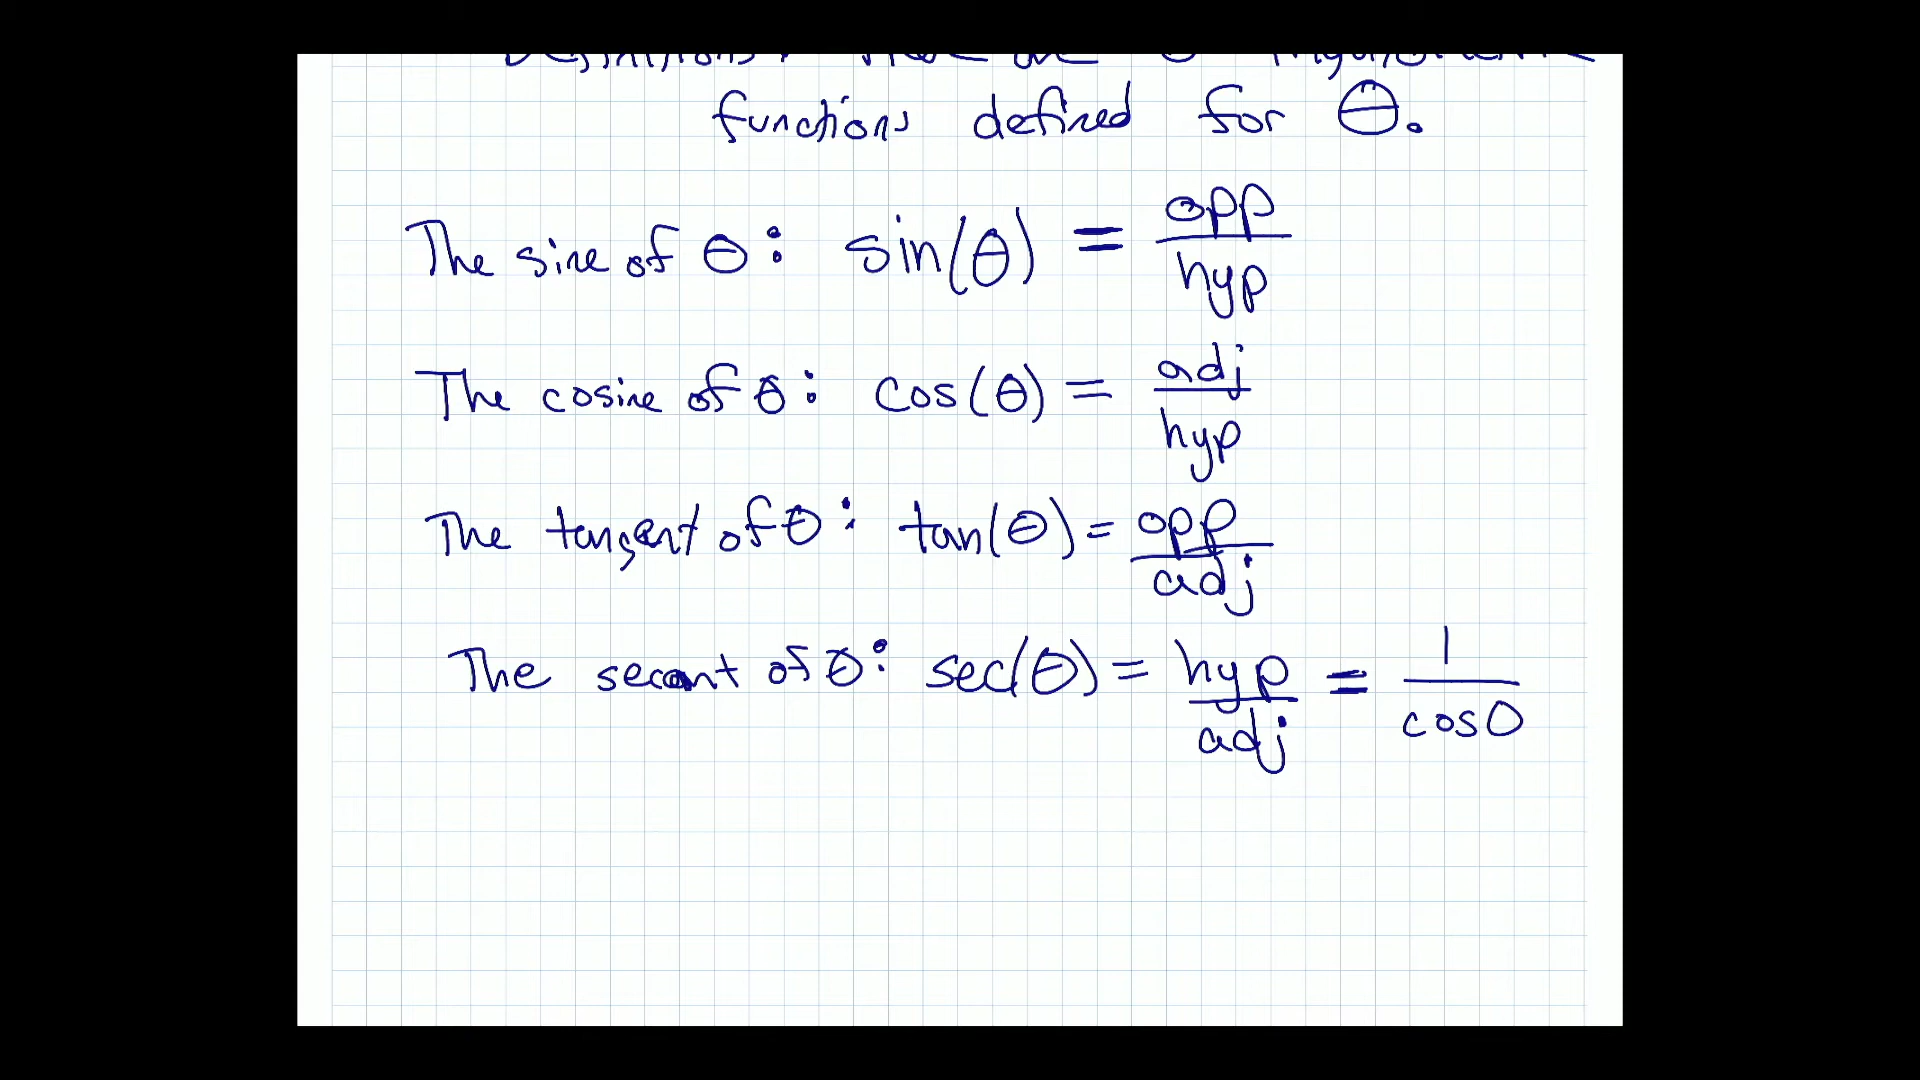 functions defined for θ.
The sine of θ: sin(θ) = opp/hyp
The cosine of θ: cos(θ) = adj/hyp
The tangent of θ: tan(θ) = opp/adj
The secant of θ: sec(θ) = hyp/adj = 1/cosθ